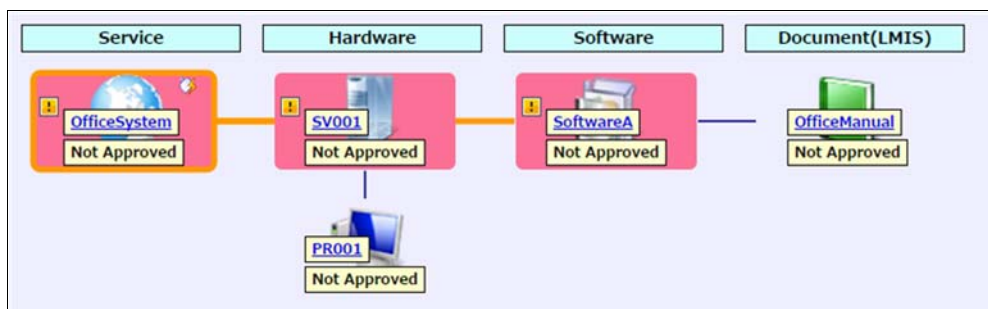 Service Hardware Software Document(LMIS)
OfficeSystem SV001 SoftwareA OfficeManual
Not Approved Not Approved Not Approved Not Approved
PR001
Not Approved